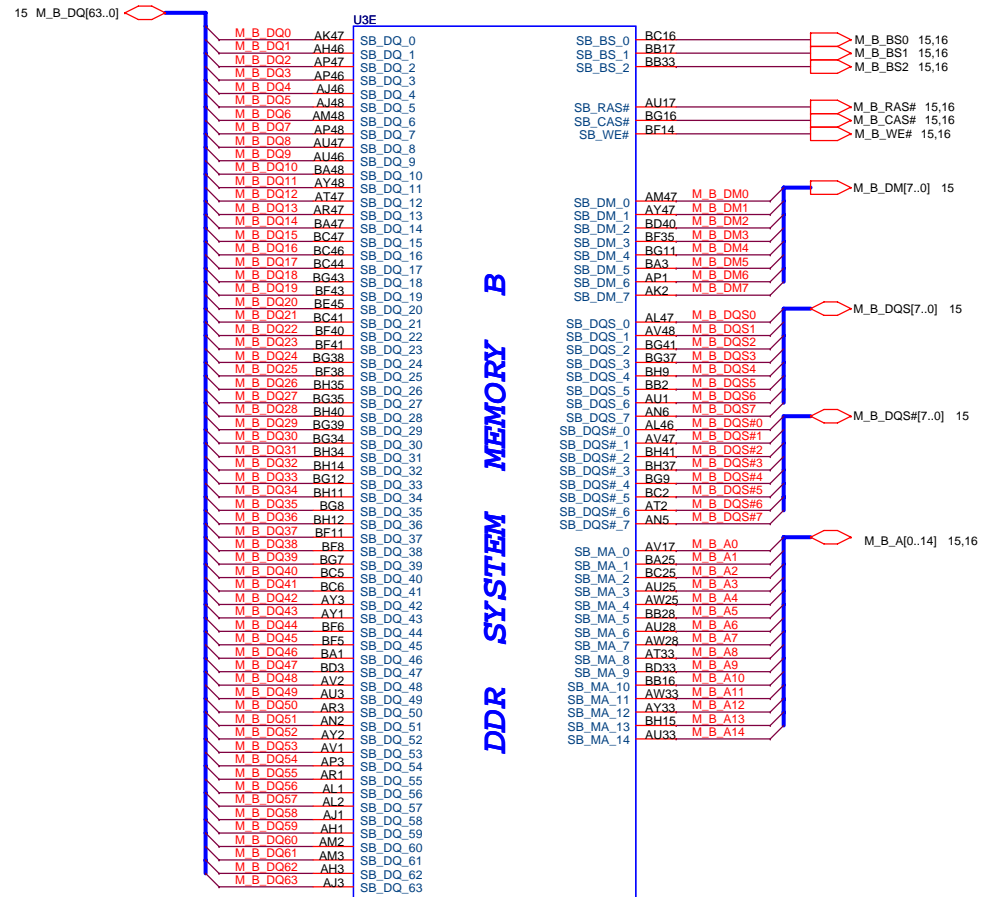 15 M_B_DQ[63..0]
U3E
M_B_DQ0 AK47 SB_DQ_0
M_B_DQ1 AH46 SB_DQ_1
M_B_DQ2 AP47 SB_DQ_2
M_B_DQ3 AP46 SB_DQ_3
M_B_DQ4 AJ46 SB_DQ_4
M_B_DQ5 AJ48 SB_DQ_5
M_B_DQ6 AM48 SB_DQ_6
M_B_DQ7 AP48 SB_DQ_7
M_B_DQ8 AU47 SB_DQ_8
M_B_DQ9 AU46 SB_DQ_9
M_B_DQ10 BA48 SB_DQ_10
M_B_DQ11 AY48 SB_DQ_11
M_B_DQ12 AT47 SB_DQ_12
M_B_DQ13 AR47 SB_DQ_13
M_B_DQ14 BA47 SB_DQ_14
M_B_DQ15 BC47 SB_DQ_15
M_B_DQ16 BC46 SB_DQ_16
M_B_DQ17 BC44 SB_DQ_17
M_B_DQ18 BG43 SB_DQ_18
M_B_DQ19 BF43 SB_DQ_19
M_B_DQ20 BE45 SB_DQ_20
M_B_DQ21 BC41 SB_DQ_21
M_B_DQ22 BF40 SB_DQ_22
M_B_DQ23 BF41 SB_DQ_23
M_B_DQ24 BG38 SB_DQ_24
M_B_DQ25 BF38 SB_DQ_25
M_B_DQ26 BH35 SB_DQ_26
M_B_DQ27 BG35 SB_DQ_27
M_B_DQ28 BH40 SB_DQ_28
M_B_DQ29 BG39 SB_DQ_29
M_B_DQ30 BG34 SB_DQ_30
M_B_DQ31 BH34 SB_DQ_31
M_B_DQ32 BH14 SB_DQ_32
M_B_DQ33 BG12 SB_DQ_33
M_B_DQ34 BH11 SB_DQ_34
M_B_DQ35 BG8 SB_DQ_35
M_B_DQ36 BH12 SB_DQ_36
M_B_DQ37 BF11 SB_DQ_37
M_B_DQ38 BF8 SB_DQ_38
M_B_DQ39 BG7 SB_DQ_39
M_B_DQ40 BC5 SB_DQ_40
M_B_DQ41 BC6 SB_DQ_41
M_B_DQ42 AY3 SB_DQ_42
M_B_DQ43 AY1 SB_DQ_43
M_B_DQ44 BF6 SB_DQ_44
M_B_DQ45 BF5 SB_DQ_45
M_B_DQ46 BA1 SB_DQ_46
M_B_DQ47 BD3 SB_DQ_47
M_B_DQ48 AV2 SB_DQ_48
M_B_DQ49 AU3 SB_DQ_49
M_B_DQ50 AR3 SB_DQ_50
M_B_DQ51 AN2 SB_DQ_51
M_B_DQ52 AY2 SB_DQ_52
M_B_DQ53 AV1 SB_DQ_53
M_B_DQ54 AP3 SB_DQ_54
M_B_DQ55 AR1 SB_DQ_55
M_B_DQ56 AL1 SB_DQ_56
M_B_DQ57 AL2 SB_DQ_57
M_B_DQ58 AJ1 SB_DQ_58
M_B_DQ59 AH1 SB_DQ_59
M_B_DQ60 AM2 SB_DQ_60
M_B_DQ61 AM3 SB_DQ_61
M_B_DQ62 AH3 SB_DQ_62
M_B_DQ63 AJ3 SB_DQ_63
DDR SYSTEM MEMORY B
SB_BS_0 BC16 M_B_BS0 15,16
SB_BS_1 BB17 M_B_BS1 15,16
SB_BS_2 BB33 M_B_BS2 15,16
SB_RAS# AU17 M_B_RAS# 15,16
SB_CAS# BG16 M_B_CAS# 15,16
SB_WE# BF14 M_B_WE# 15,16
M_B_DM[7..0] 15
SB_DM_0 AM47 M_B_DM0
SB_DM_1 AY47 M_B_DM1
SB_DM_2 BD40 M_B_DM2
SB_DM_3 BF35 M_B_DM3
SB_DM_4 BG11 M_B_DM4
SB_DM_5 BA3 M_B_DM5
SB_DM_6 AP1 M_B_DM6
SB_DM_7 AK2 M_B_DM7
M_B_DQS[7..0] 15
SB_DQS_0 AL47 M_B_DQS0
SB_DQS_1 AV48 M_B_DQS1
SB_DQS_2 BG41 M_B_DQS2
SB_DQS_3 BG37 M_B_DQS3
SB_DQS_4 BH9 M_B_DQS4
SB_DQS_5 BB2 M_B_DQS5
SB_DQS_6 AU1 M_B_DQS6
SB_DQS_7 AN6 M_B_DQS7
M_B_DQS#[7..0] 15
SB_DQS#_0 AL46 M_B_DQS#0
SB_DQS#_1 AV47 M_B_DQS#1
SB_DQS#_2 BH41 M_B_DQS#2
SB_DQS#_3 BH37 M_B_DQS#3
SB_DQS#_4 BG9 M_B_DQS#4
SB_DQS#_5 BC2 M_B_DQS#5
SB_DQS#_6 AT2 M_B_DQS#6
SB_DQS#_7 AN5 M_B_DQS#7
M_B_A[0..14] 15,16
SB_MA_0 AV17 M_B_A0
SB_MA_1 BA25 M_B_A1
SB_MA_2 BC25 M_B_A2
SB_MA_3 AU25 M_B_A3
SB_MA_4 AW25 M_B_A4
SB_MA_5 BB28 M_B_A5
SB_MA_6 AU28 M_B_A6
SB_MA_7 AW28 M_B_A7
SB_MA_8 AT33 M_B_A8
SB_MA_9 BD33 M_B_A9
SB_MA_10 BB16 M_B_A10
SB_MA_11 AW33 M_B_A11
SB_MA_12 AY33 M_B_A12
SB_MA_13 BH15 M_B_A13
SB_MA_14 AU33 M_B_A14